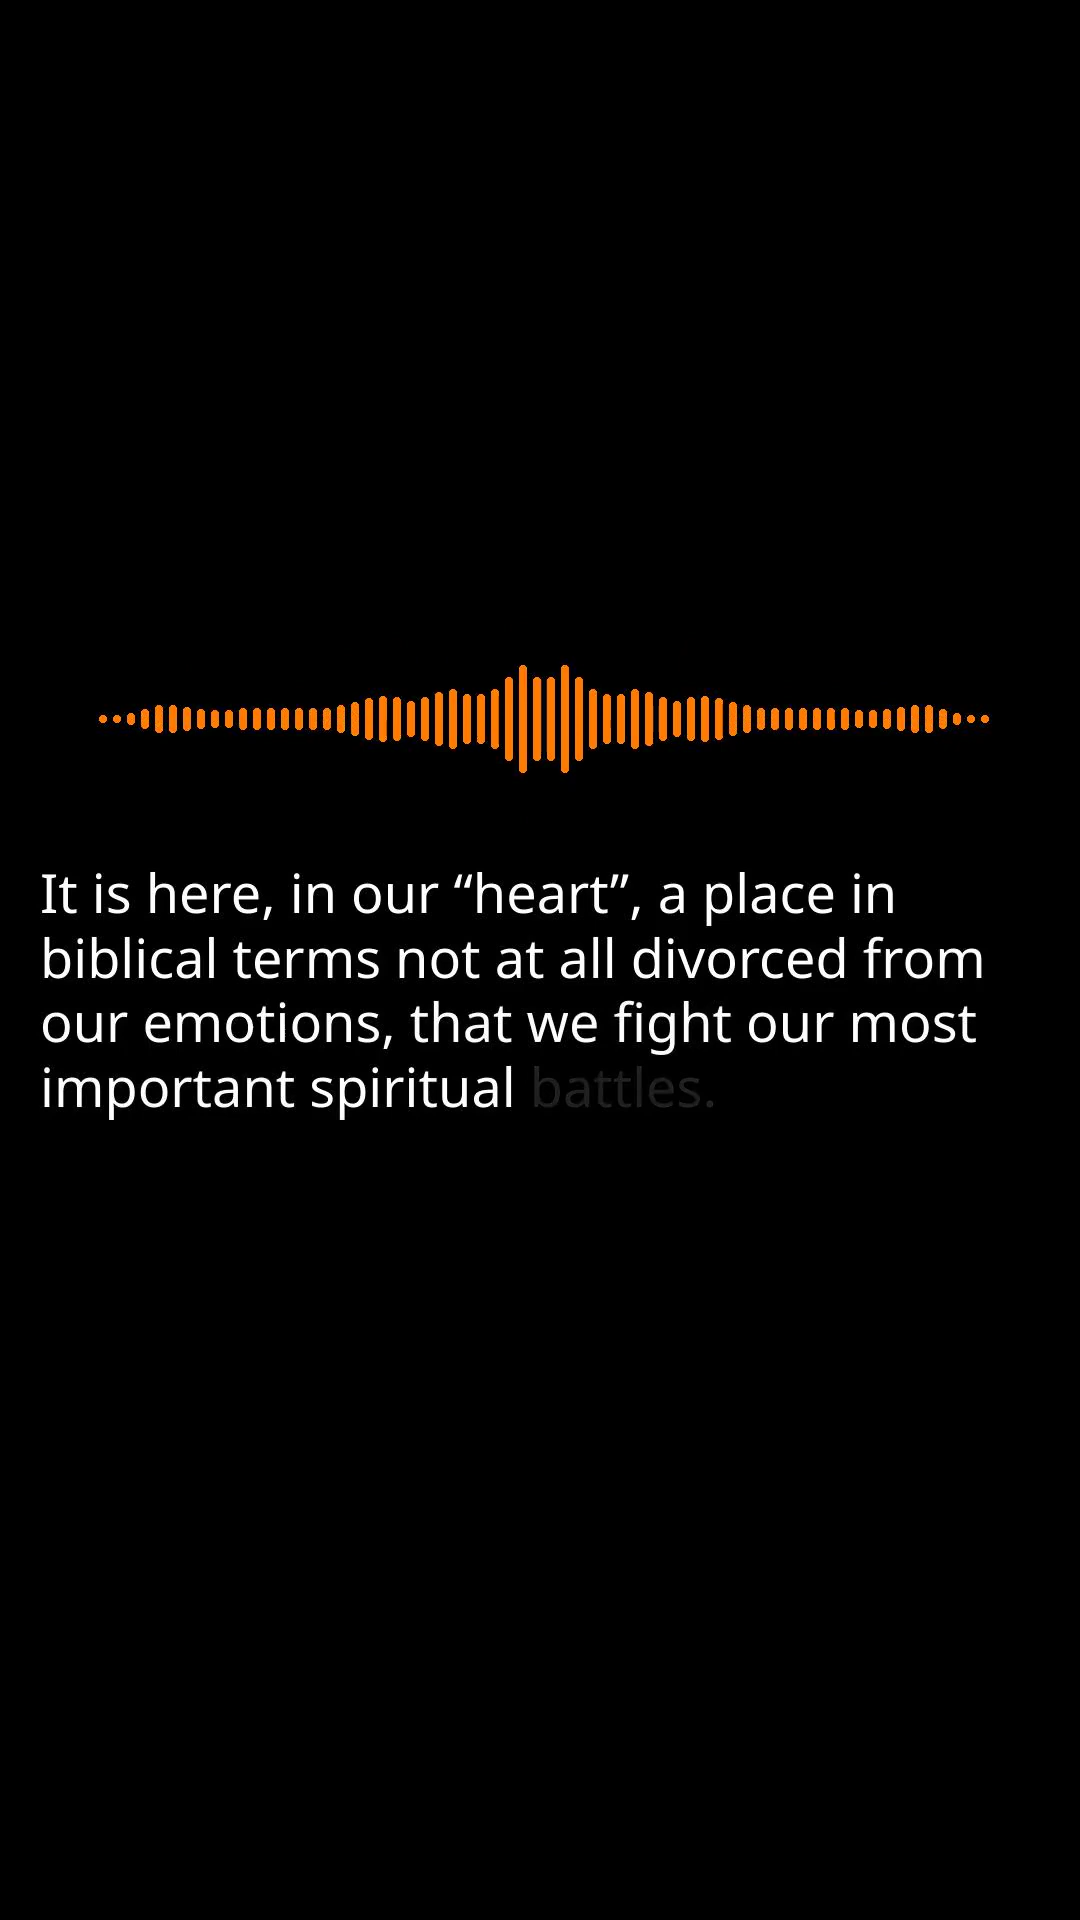 It is here, in our “heart”, a place in
biblical terms not at all divorced from
our emotions, that we fight our most
important spiritual battles.